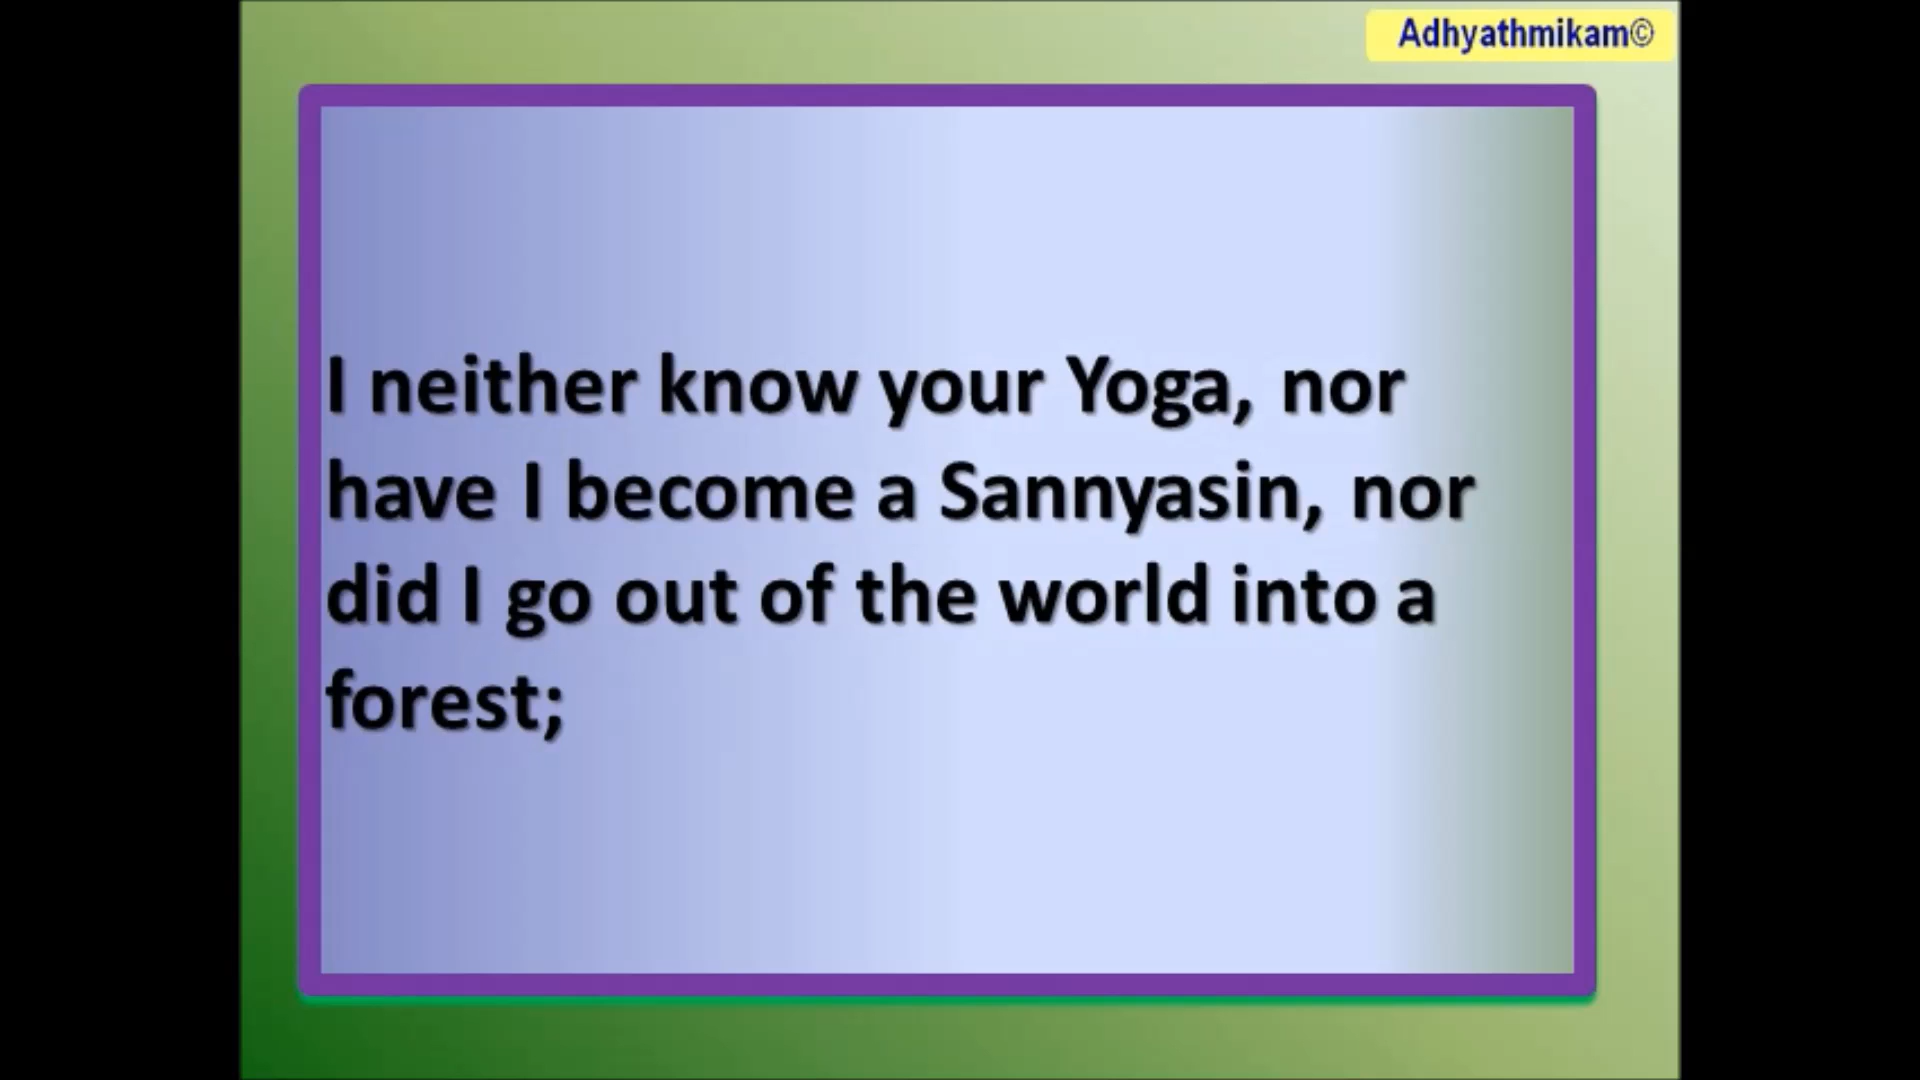 Adhyathmikam©
I neither know your Yoga, nor
have I become a Sannyasin, nor
did I go out of the world into a
forest;